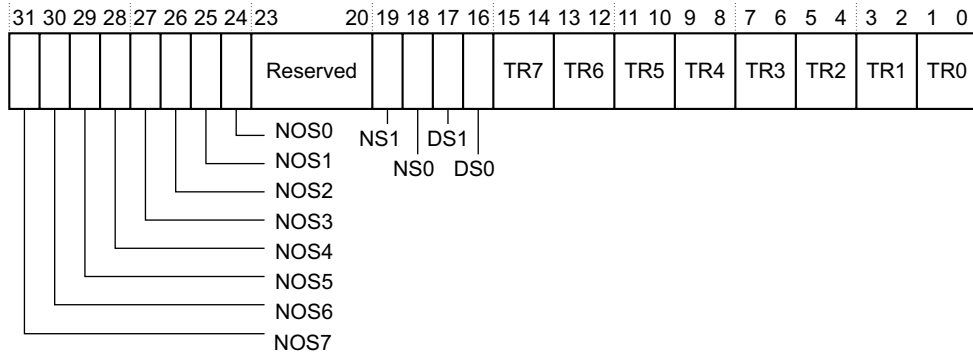 31 30 29 28 27 26 25 24 23 20 19 18 17 16 15 14 13 12 11 10 9 8 7 6 5 4 3 2 1 0
Reserved TR7 TR6 TR5 TR4 TR3 TR2 TR1 TR0
NOS0 NS1 DS1
NOS1 NS0 DS0
NOS2
NOS3
NOS4
NOS5
NOS6
NOS7